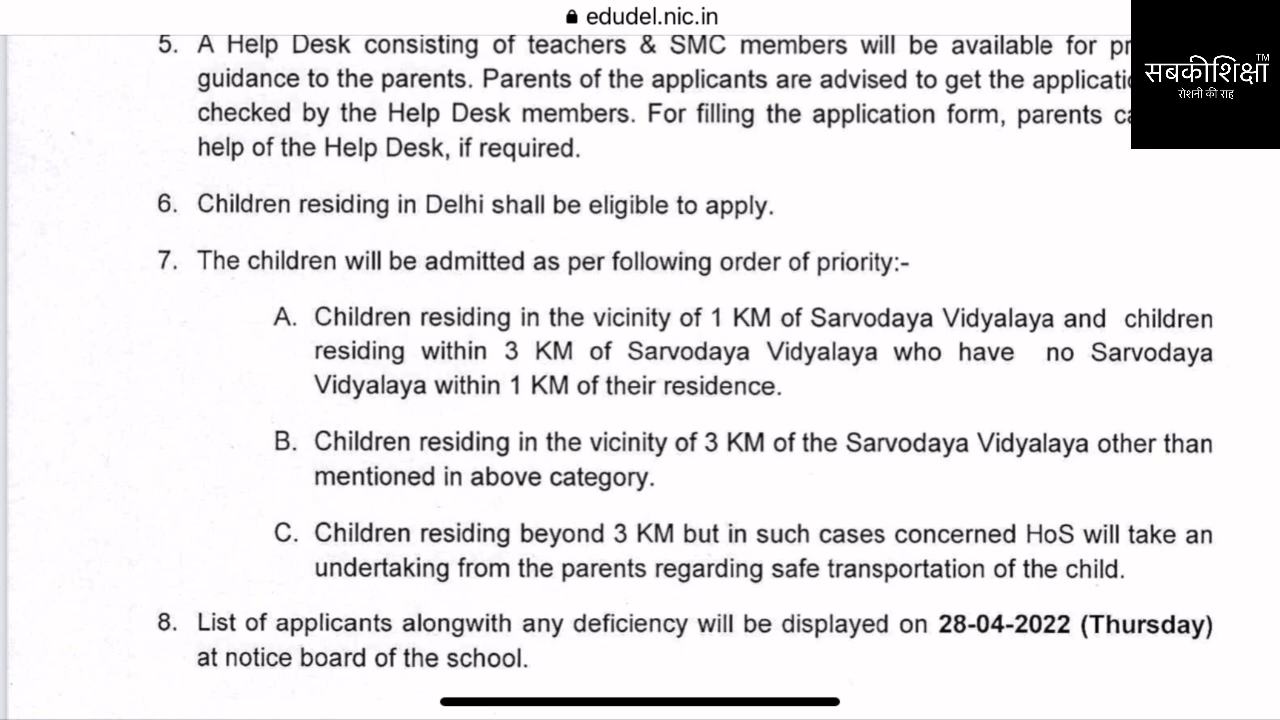 edudel.nic.in
5. A Help Desk consisting of teachers & SMC members will be available for
guidance to the parents. Parents of the applicants are advised to get the
checked by the Help Desk members. For filling the application form, parents
help of the Help Desk, if required.
सबकीशिक्षा™
रोशनी की राह
6. Children residing in Delhi shall be eligible to apply.
7. The children will be admitted as per following order of priority:-
A. Children residing in the vicinity of 1 KM of Sarvodaya Vidyalaya and children
residing within 3 KM of Sarvodaya Vidyalaya who have no Sarvodaya
Vidyalaya within 1 KM of their residence.
B. Children residing in the vicinity of 3 KM of the Sarvodaya Vidyalaya other than
mentioned in above category.
C. Children residing beyond 3 KM but in such cases concerned HoS will take an
undertaking from the parents regarding safe transportation of the child.
8. List of applicants alongwith any deficiency will be displayed on 28-04-2022 (Thursday)
at notice board of the school.